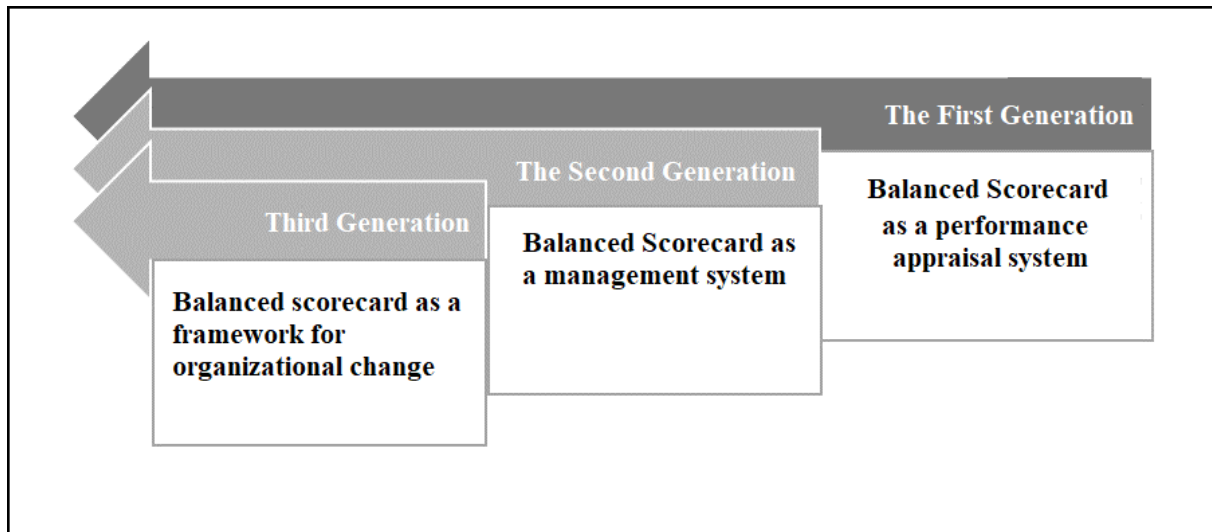 The First Generation
Balanced Scorecard
as a performance
appraisal system
The Second Generation
Balanced Scorecard as
a management system
Third Generation
Balanced scorecard as a
framework for
organizational change